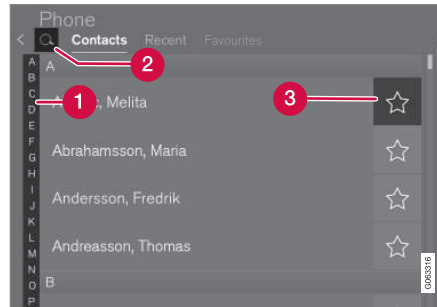 Phone
Contacts Recent Favourites
2
A
B
C
D
E
F
G
H
I
J
K
L
M
N
O
P
A
1
, Melita
3
Abrahamsson, Maria
Andersson, Fredrik
Andreasson, Thomas
B
G063316